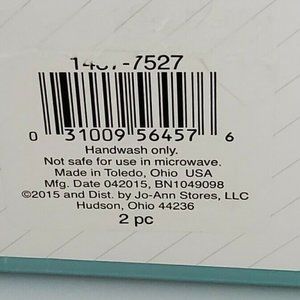 1487-7527
0 31009 56457 6
Handwash only.
Not safe for use in microwave.
Made in Toledo, Ohio USA
Mfg. Date 042015, BN1049098
©2015 and Dist. by Jo-Ann Stores, LLC
Hudson, Ohio 44236
2 pc